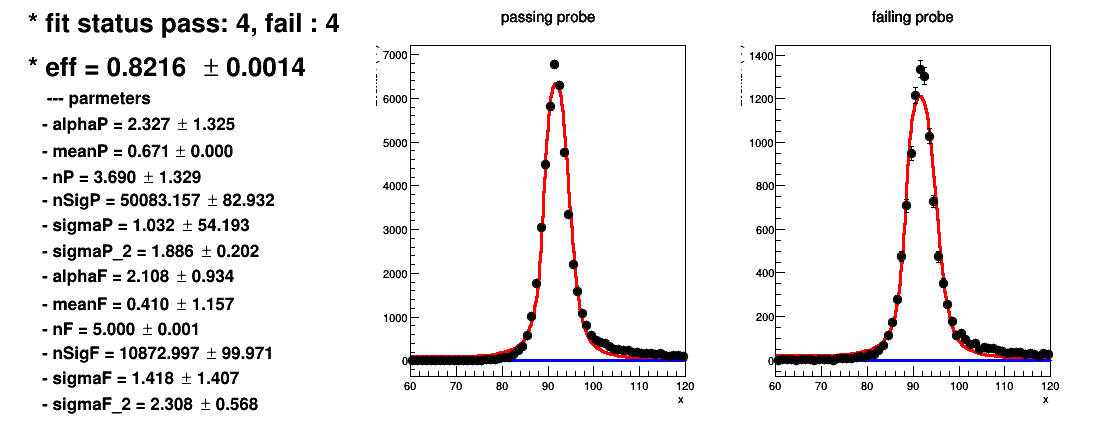 * fit status pass: 4, fail : 4
* eff = 0.8216 ± 0.0014
--- parmeters
- alphaP = 2.327 ± 1.325
- meanP = 0.671 ± 0.000
- nP = 3.690 ± 1.329
- nSigP = 50083.157 ± 82.932
- sigmaP = 1.032 ± 54.193
- sigmaP_2 = 1.886 ± 0.202
- alphaF = 2.108 ± 0.934
- meanF = 0.410 ± 1.157
- nF = 5.000 ± 0.001
- nSigF = 10872.997 ± 99.971
- sigmaF = 1.418 ± 1.407
- sigmaF_2 = 2.308 ± 0.568
passing probe
7000
6000
5000
4000
3000
2000
1000
0
60 70 80 90 100 110 120
x
failing probe
1400
1200
1000
800
600
400
200
0
60 70 80 90 100 110 120
x